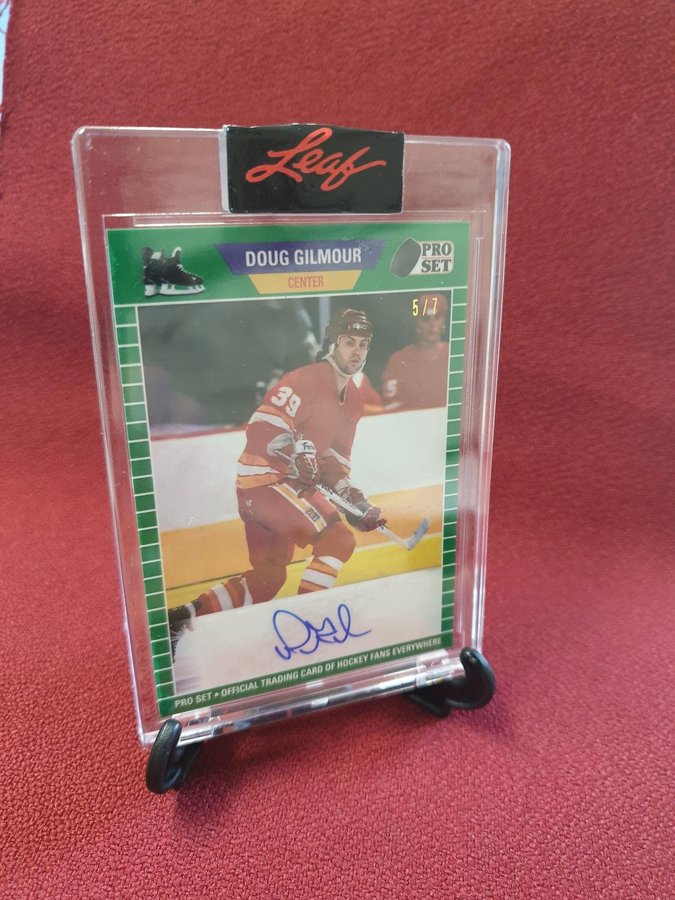 Leaf
DOUG GILMOUR
CENTER
PRO
SET
5/7
39
PRO SET • OFFICIAL TRADING CARD OF HOCKEY FANS EVERYWHERE